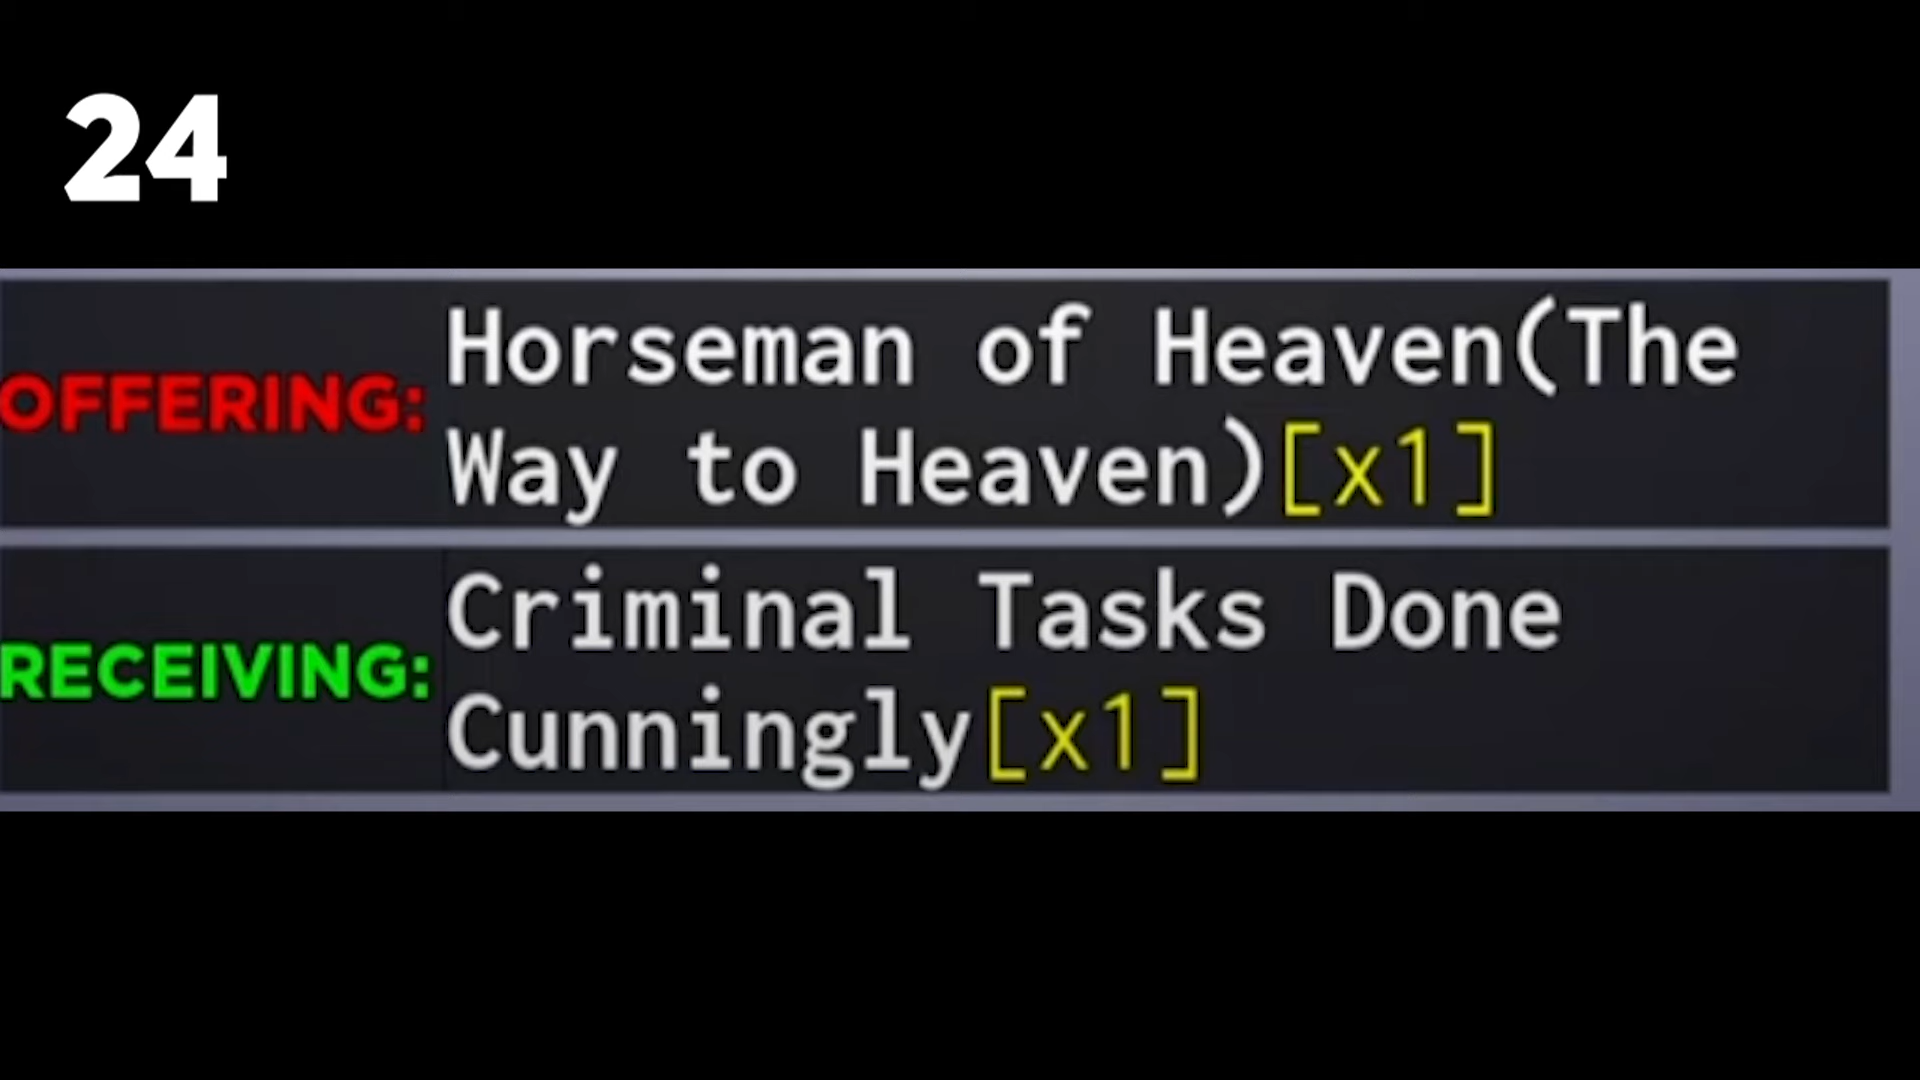 24
OFFERING:
Horseman of Heaven(The
Way to Heaven)[x1]
RECEIVING:
Criminal Tasks Done
Cunningly[x1]